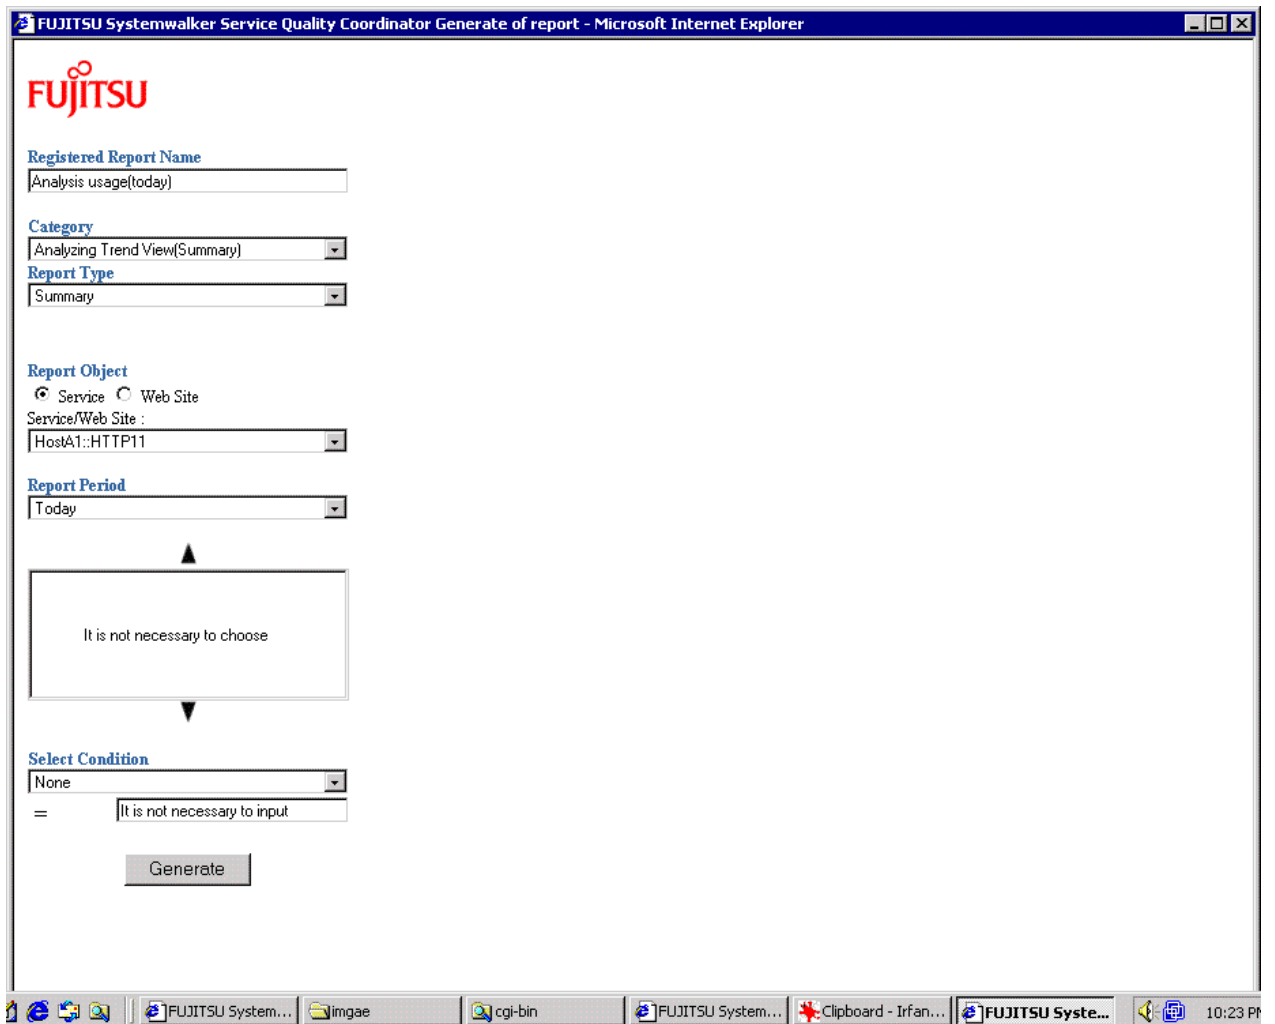 FUJITSU Systemwalker Service Quality Coordinator Generate of report - Microsoft Internet Explorer
FUJITSU
Registered Report Name
Analysis usage(today)
Category
Analyzing Trend View(Summary)
Report Type
Summary
Report Object
Service Web Site
Service/Web Site :
HostA1::HTTP11
Report Period
Today
It is not necessary to choose
Select Condition
None
= It is not necessary to input
Generate
FUJITSU System... imgae cgi-bin FUJITSU System... Clipboard - Irfan... FUJITSU Syste... 10:23 PM